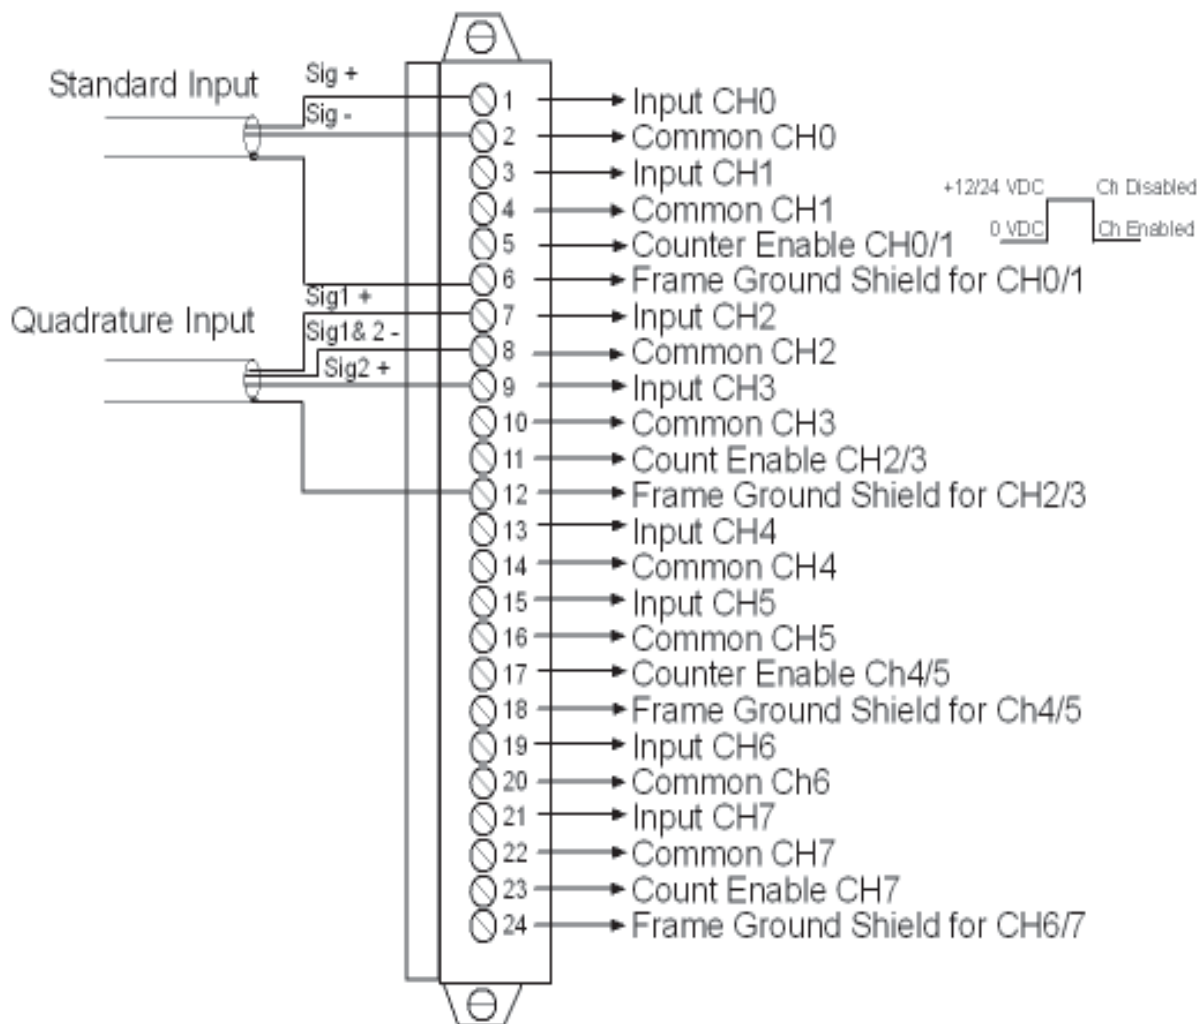 Standard Input
Sig +
Sig -
Quadrature Input
Sig1 +
Sig1& 2 -
Sig2 +
1 Input CH0
2 Common CH0
3 Input CH1
4 Common CH1
5 Counter Enable CH0/1
6 Frame Ground Shield for CH0/1
7 Input CH2
8 Common CH2
9 Input CH3
10 Common CH3
11 Count Enable CH2/3
12 Frame Ground Shield for CH2/3
13 Input CH4
14 Common CH4
15 Input CH5
16 Common CH5
17 Counter Enable Ch4/5
18 Frame Ground Shield for Ch4/5
19 Input CH6
20 Common Ch6
21 Input CH7
22 Common CH7
23 Count Enable CH7
24 Frame Ground Shield for CH6/7
+12/24 VDC Ch Disabled
0 VDC Ch Enabled